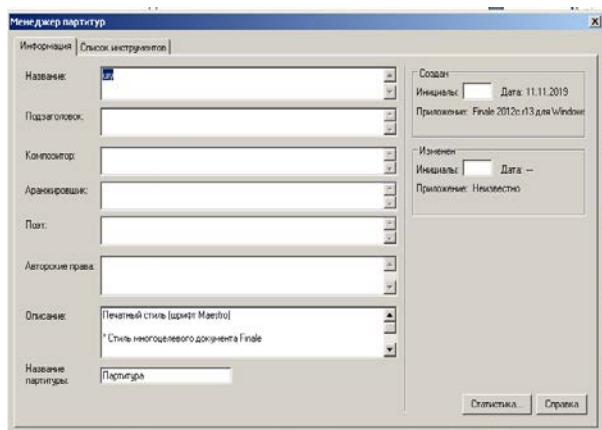 Менеджер партитур
Информация
Список инструментов
Название:
Подзаголовок:
Композитор:
Аранжировщик:
Поэт:
Авторские права:
Описание:
Печатный стиль (шрифт Maestro)
* Стиль многоцелевого документа Finale
Название
партитуры:
Партитура
Создан
Инициалы:
Дата: 11.11.2019
Приложение: Finale 2012c.r13 для Windows
Изменен
Инициалы:
Дата: --
Приложение: Неизвестно
Статистика...
Справка